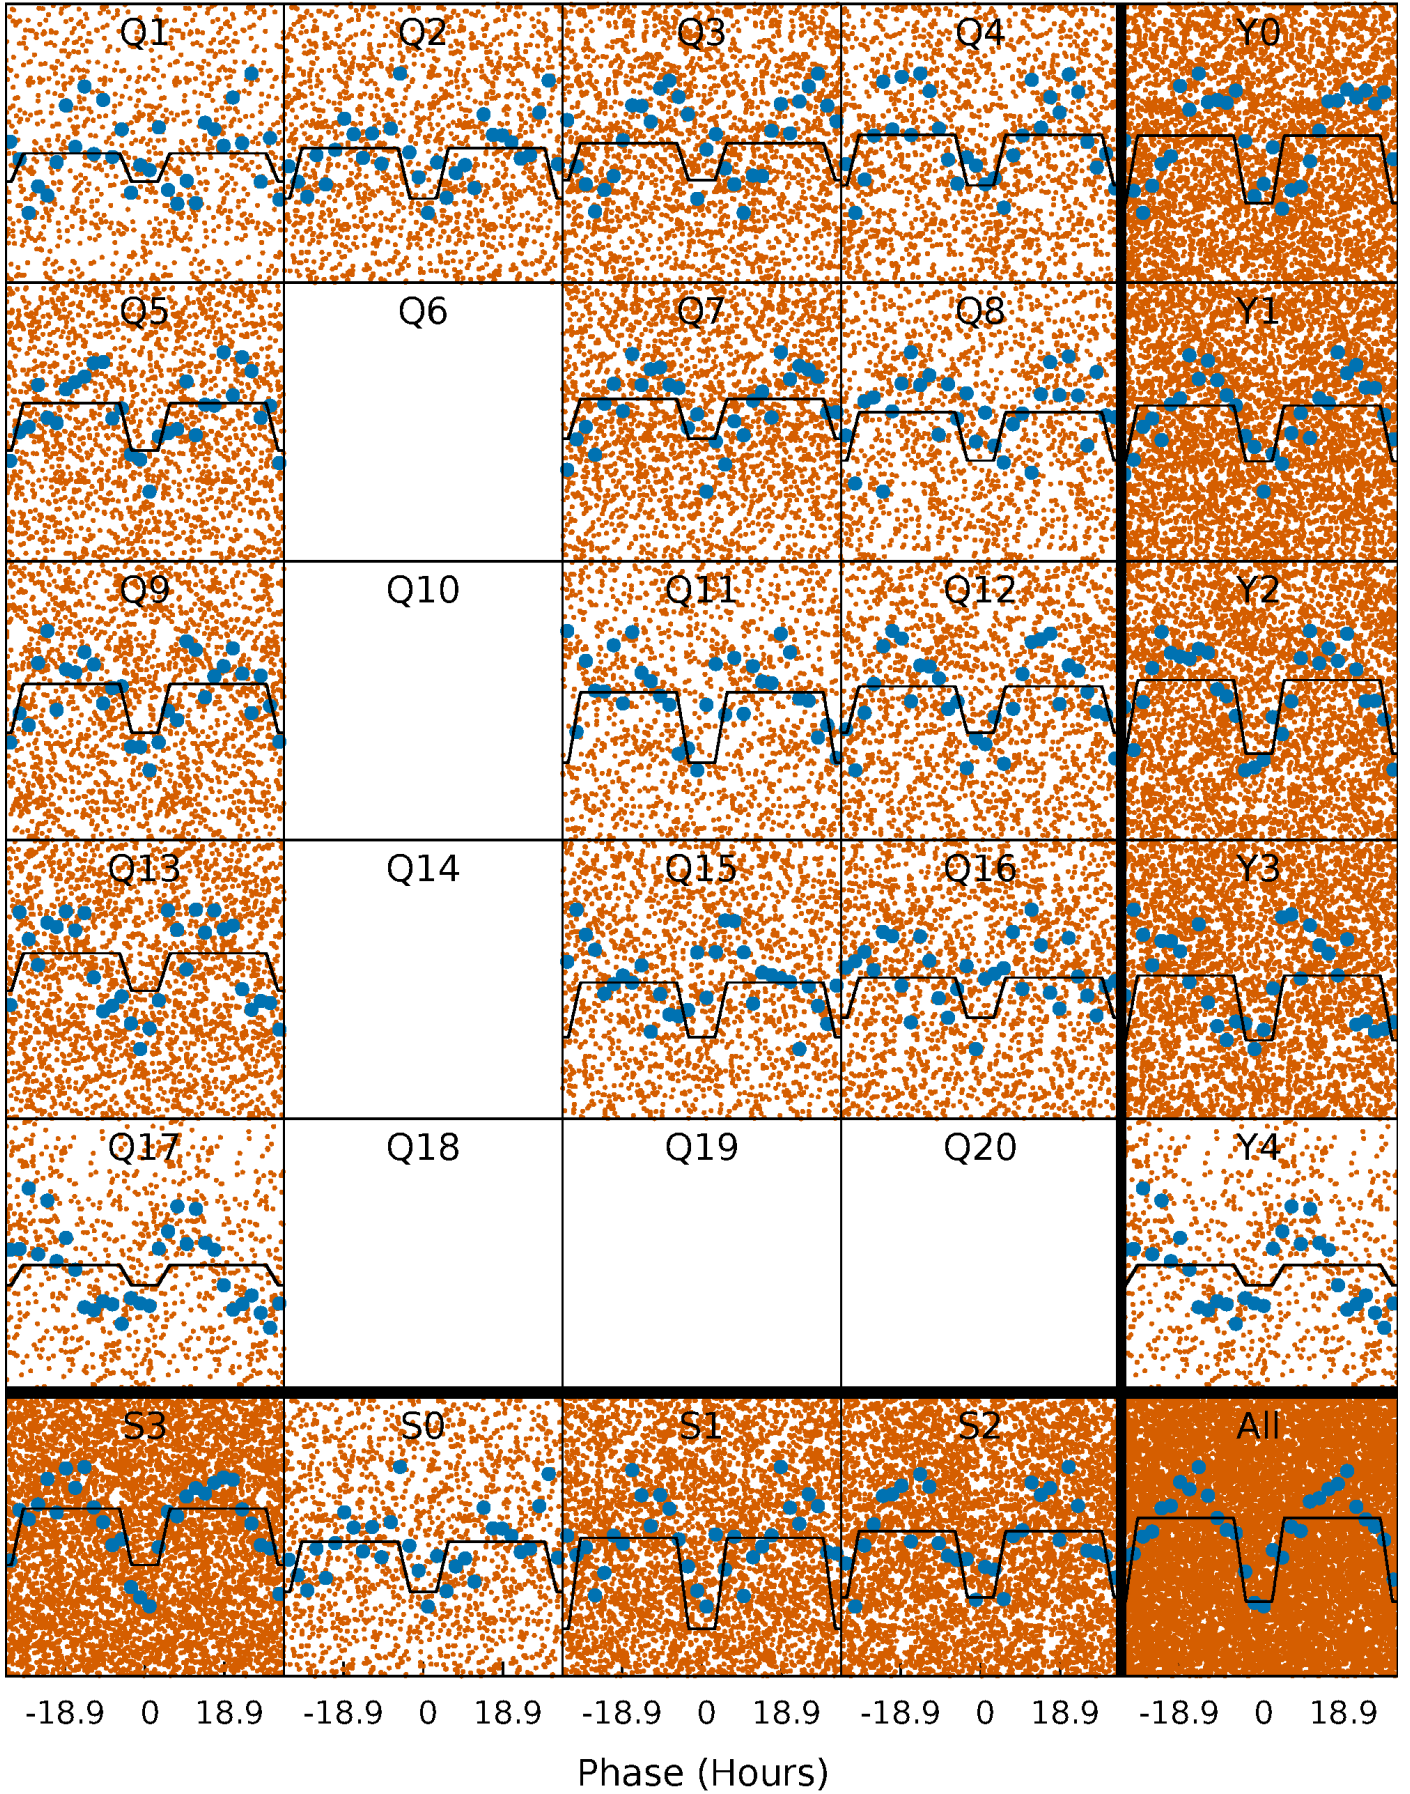 Q1 Q2 Q3 Q4 Y0
Q5 Q6 Q7 Q8 Y1
Q9 Q10 Q11 Q12 Y2
Q13 Q14 Q15 Q16 Y3
Q17 Q18 Q19 Q20 Y4
S3 S0 S1 S2 All
-18.9 0 18.9 -18.9 0 18.9 -18.9 0 18.9 -18.9 0 18.9 -18.9 0 18.9
Phase (Hours)